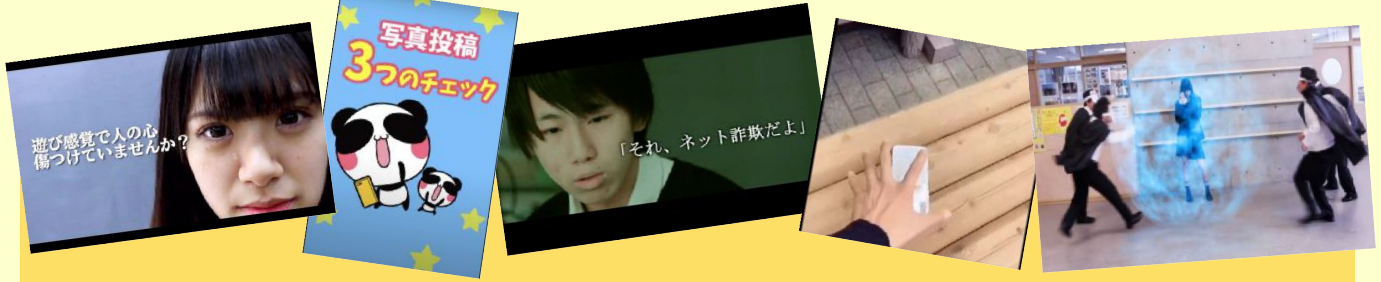 遊び感覚で人の心
傷つけていませんか？
写真投稿
3つのチェック
「それ、ネット詐欺だよ」